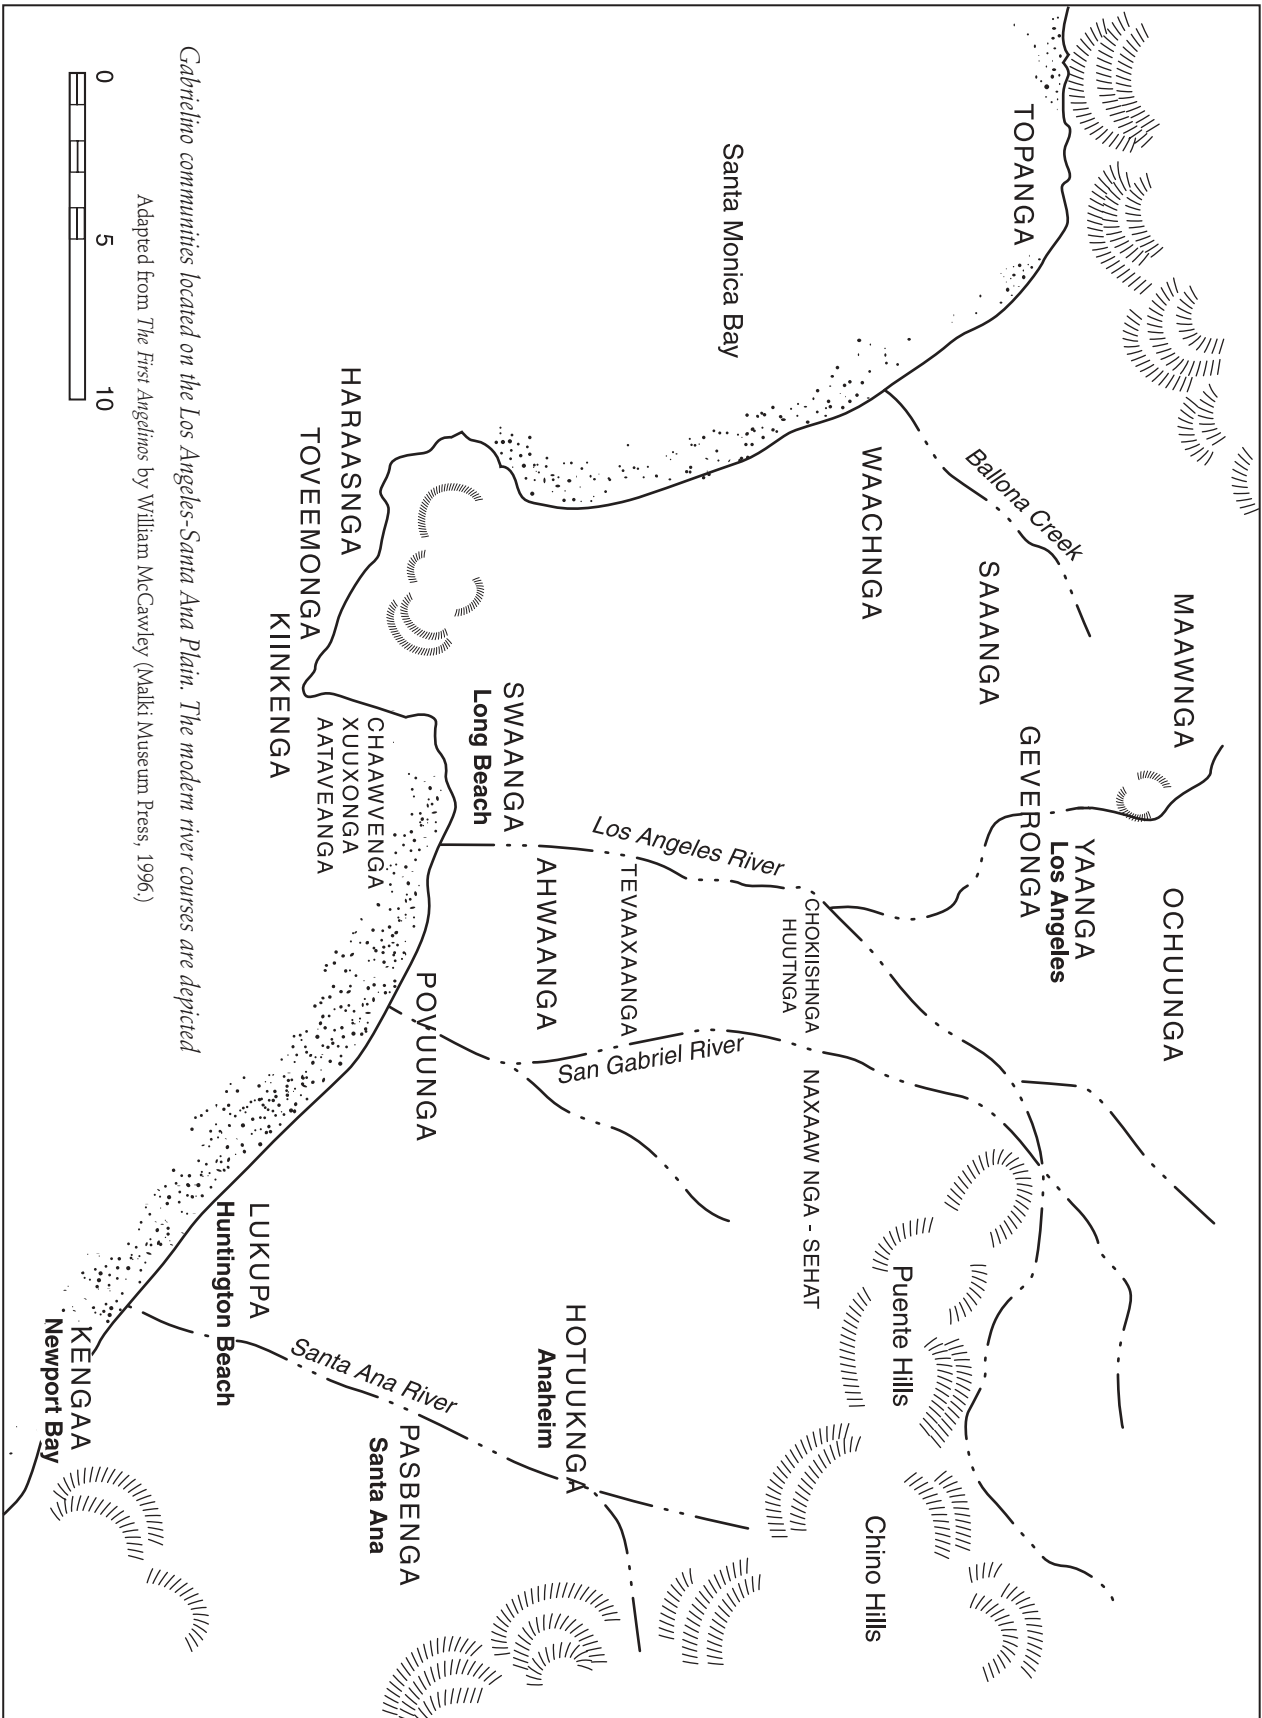 MAAWNGA
OCHUUNGA
YAANGA
Los Angeles
GEVERONGA
TOPANGA
Ballona Creek
SAAANGA
Puente Hills
Chino Hills
WAACHNGA
CHOKIISHNGA
HUUTNGA
NAXAAW NGA - SEHAT
Santa Monica Bay
Los Angeles River
San Gabriel River
TEVAAXAANGA
HOTUUKNGA
Anaheim
AHWAANGA
SWAANGA
Long Beach
POVUUNGA
PASBENGA
Santa Ana
Santa Ana River
CHAAWVENGA
XUUXONGA
AATAVEANGA
HARAASNGA
TOVEEMONGA
KIINKENGA
LUKUPA
Huntington Beach
KENGAA
Newport Bay
Gabrielino communities located on the Los Angeles-Santa Ana Plain. The modern river courses are depicted
Adapted from The First Angelinos by William McCawley (Malki Museum Press, 1996.)
0 5 10